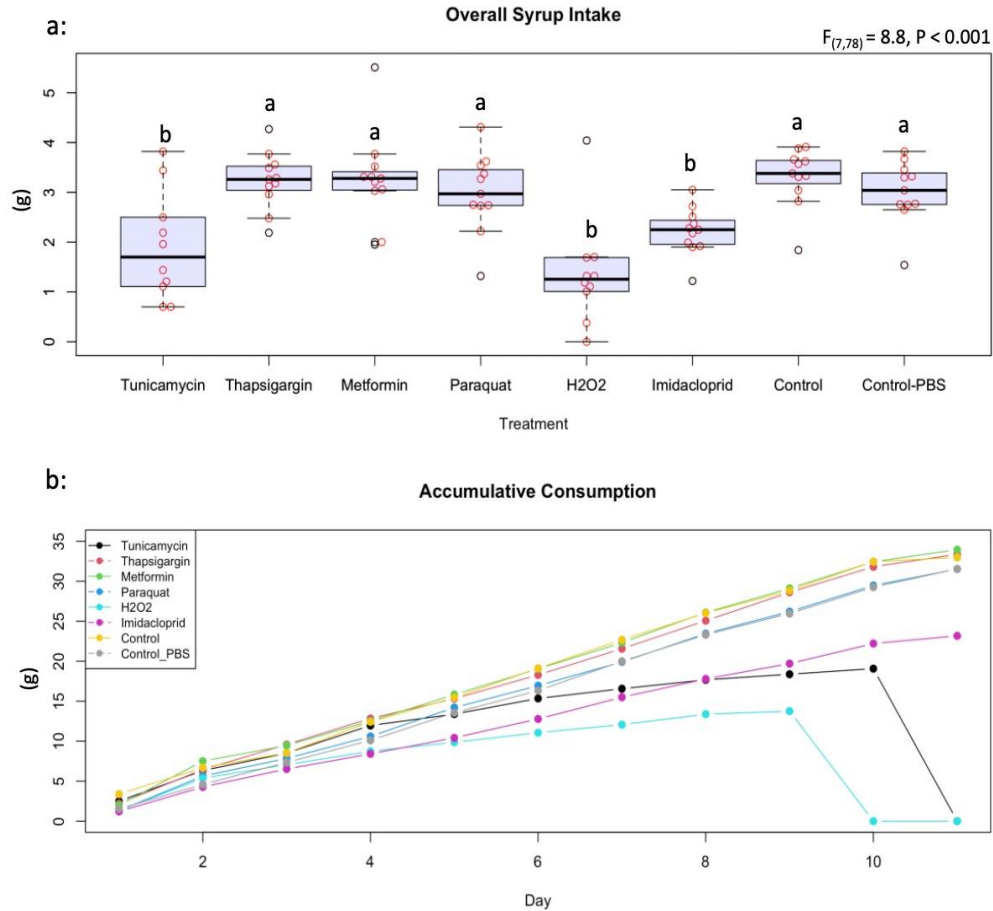 a:
Overall Syrup Intake
F(7,78) = 8.8, P < 0.001
(g)
5
4
3
2
1
0
b
a
a
a
b
b
a
a
Tunicamycin
Thapsigargin
Metformin
Paraquat
H2O2
Imidacloprid
Control
Control-PBS
Treatment
b:
Accumulative Consumption
(g)
35
30
25
20
15
10
5
0
Tunicamycin
Thapsigargin
Metformin
Paraquat
H2O2
Imidacloprid
Control
Control_PBS
2
4
6
8
10
Day